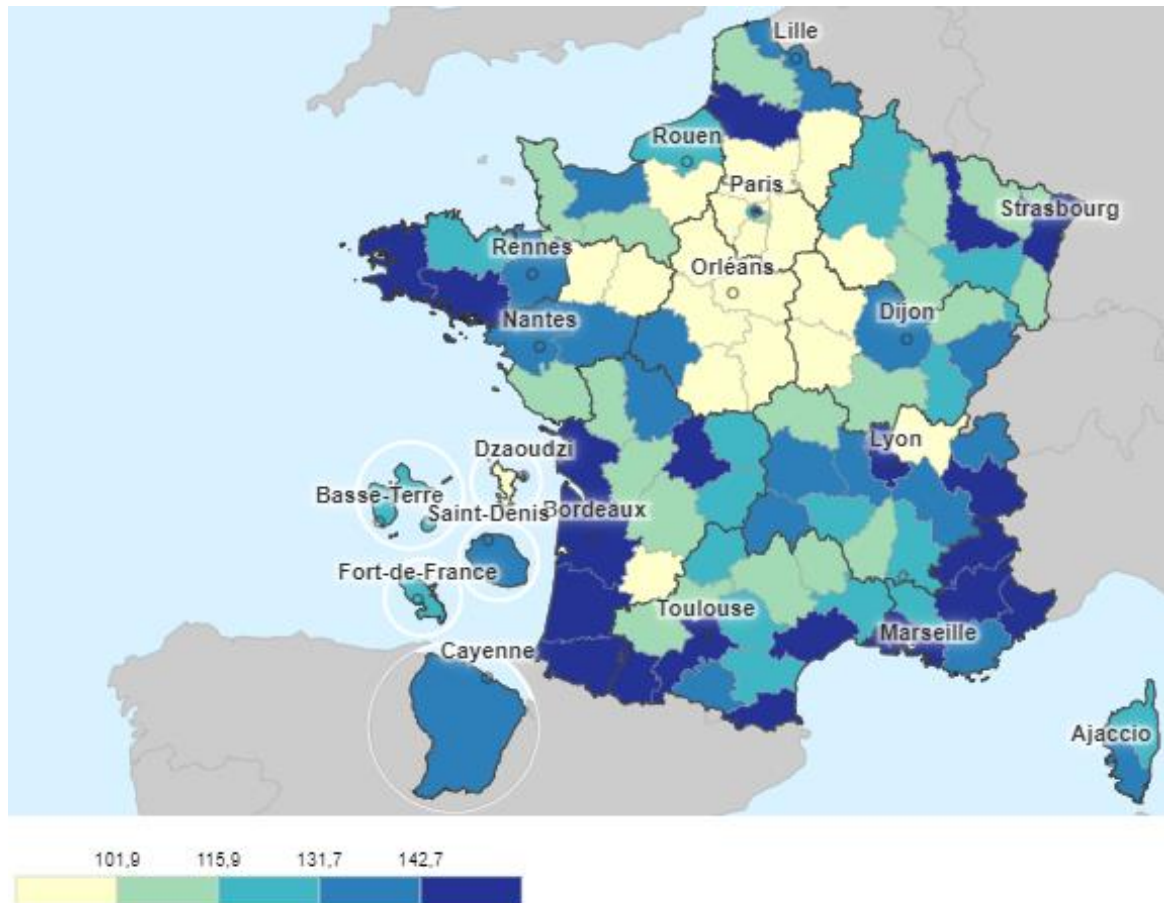 Lille
Rouen
Paris
Strasbourg
Rennes
Orléans
Nantes
Dijon
Lyon
Dzaoudzi
Basse-Terre
Saint-Denis
Bordeaux
Fort-de-France
Toulouse
Marseille
Cayenne
Ajaccio
101,9 115,9 131,7 142,7